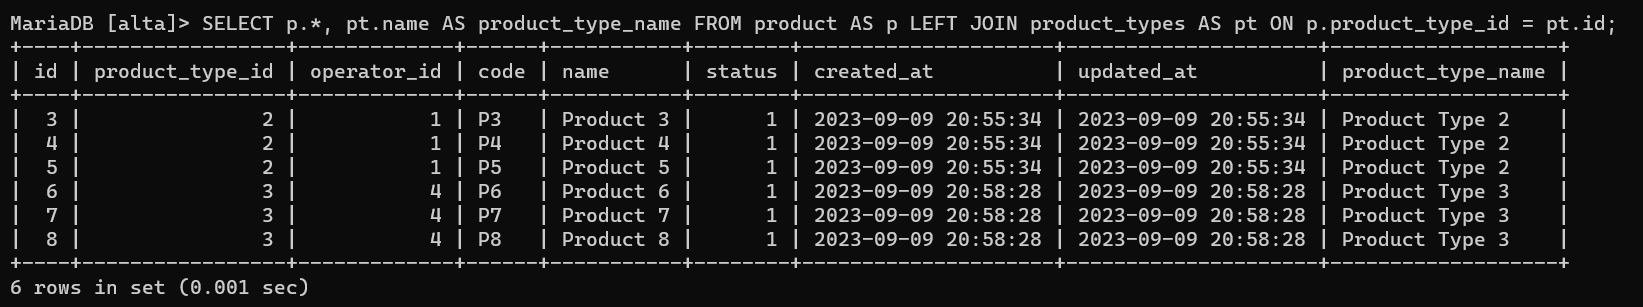 MariaDB [alta]> SELECT p.*, pt.name AS product_type_name FROM product AS p LEFT JOIN product_types AS pt ON p.product_type_id = pt.id;
+----+-----------------+-------------+------+-----------+--------+---------------------+---------------------+-------------------+
| id | product_type_id | operator_id | code | name      | status | created_at          | updated_at          | product_type_name |
+----+-----------------+-------------+------+-----------+--------+---------------------+---------------------+-------------------+
|  3 |               2 |           1 | P3   | Product 3 |      1 | 2023-09-09 20:55:34 | 2023-09-09 20:55:34 | Product Type 2    |
|  4 |               2 |           1 | P4   | Product 4 |      1 | 2023-09-09 20:55:34 | 2023-09-09 20:55:34 | Product Type 2    |
|  5 |               2 |           1 | P5   | Product 5 |      1 | 2023-09-09 20:55:34 | 2023-09-09 20:55:34 | Product Type 2    |
|  6 |               3 |           4 | P6   | Product 6 |      1 | 2023-09-09 20:58:28 | 2023-09-09 20:58:28 | Product Type 3    |
|  7 |               3 |           4 | P7   | Product 7 |      1 | 2023-09-09 20:58:28 | 2023-09-09 20:58:28 | Product Type 3    |
|  8 |               3 |           4 | P8   | Product 8 |      1 | 2023-09-09 20:58:28 | 2023-09-09 20:58:28 | Product Type 3    |
+----+-----------------+-------------+------+-----------+--------+---------------------+---------------------+-------------------+
6 rows in set (0.001 sec)